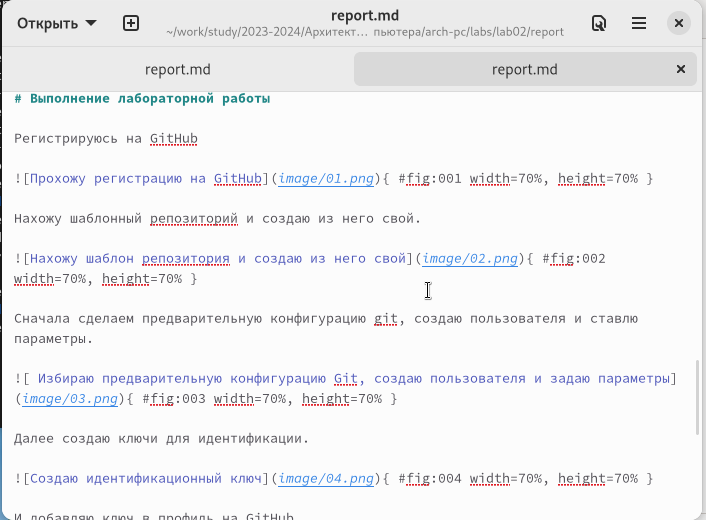 Открыть
report.md
~/work/study/2023-2024/Архитект… пьютера/arch-pc/labs/lab02/report
report.md
report.md
# Выполнение лабораторной работы
Регистрируюсь на GitHub
![Прохожу регистрацию на GitHub](image/01.png){ #fig:001 width=70%, height=70% }
Нахожу шаблонный репозиторий и создаю из него свой.
![Нахожу шаблон репозитория и создаю из него свой](image/02.png){ #fig:002
width=70%, height=70% }
Сначала сделаем предварительную конфигурацию git, создаю пользователя и ставлю
параметры.
![ Избираю предварительную конфигурацию Git, создаю пользователя и задаю параметры]
(image/03.png){ #fig:003 width=70%, height=70% }
Далее создаю ключи для идентификации.
![Создаю идентификационный ключ](image/04.png){ #fig:004 width=70%, height=70% }
И добавляю ключ в профиль на GitHub